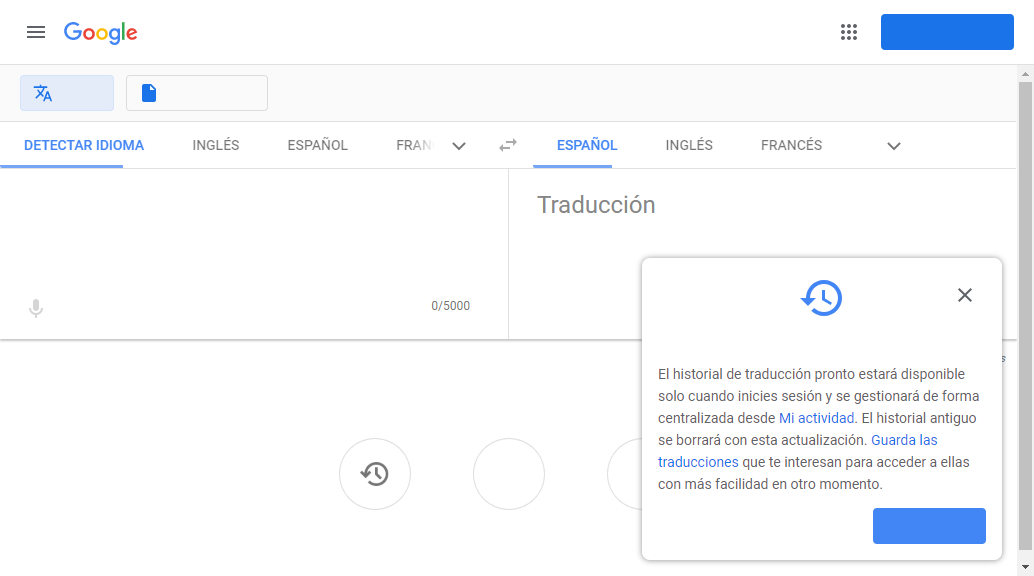 Google
DETECTAR IDIOMA INGLÉS ESPAÑOL FRAN ESPAÑOL INGLÉS FRANCÉS
Traducción
0/5000
El historial de traducción pronto estará disponible
solo cuando inicies sesión y se gestionará de forma
centralizada desde Mi actividad. El historial antiguo
se borrará con esta actualización. Guarda las
traducciones que te interesan para acceder a ellas
con más facilidad en otro momento.